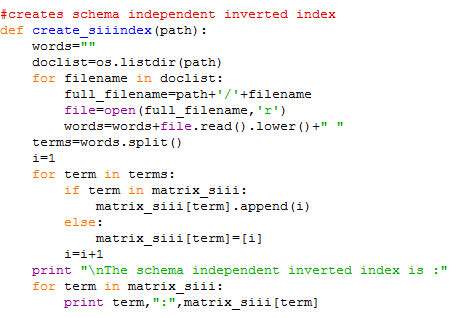 #creates schema independent inverted index
def create_siiindex(path):
    words=""
    doclist=os.listdir(path)
    for filename in doclist:
        full_filename=path+'/'+filename
        file=open(full_filename,'r')
        words=words+file.read().lower()+" "
    terms=words.split()
    i=1
    for term in terms:
        if term in matrix_siii:
            matrix_siii[term].append(i)
        else:
            matrix_siii[term]=[i]
        i=i+1
    print "\nThe schema independent inverted index is :"
    for term in matrix_siii:
        print term,":",matrix_siii[term]